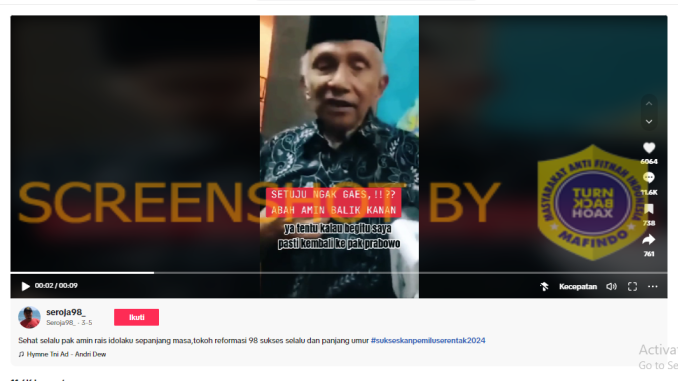 SETUJU NGAK GAES,!!??
ABAH AMIN BALIK KANAN
ya tentu kalau begitu saya
pasti kembali ke pak prabowo
SCREENS BY
MASYARAKAT ANTI FITNAH
TURN
BACK
HOAX
MAFINDO
6064
738
761
00:02 / 00:09
Kecepatan
seroja98_
Seroja98_ · 3-5
Ikuti
Sehat selalu pak amin rais idolaku sepanjang masa,tokoh reformasi 98 sukses selalu dan panjang umur #sukseskanpemiluserentak2024
Hymne Tni Ad - Andri Dew
Activa
Go to Se